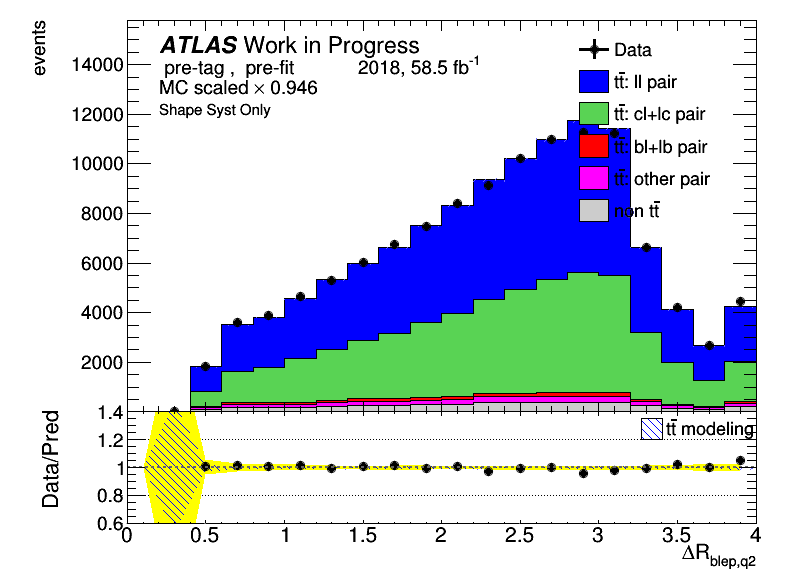 events
14000
12000
10000
8000
6000
4000
2000
ATLAS Work in Progress
pre-tag , pre-fit 2018, 58.5 fb⁻¹
MC scaled × 0.946
Shape Syst Only
Data
tt̄: ll pair
tt̄: cl+lc pair
tt̄: bl+lb pair
tt̄: other pair
non tt̄
Data/Pred
1.4
1.2
1
0.8
0.6
tt̄ modeling
0 0.5 1 1.5 2 2.5 3 3.5 4
ΔR_blep,q2